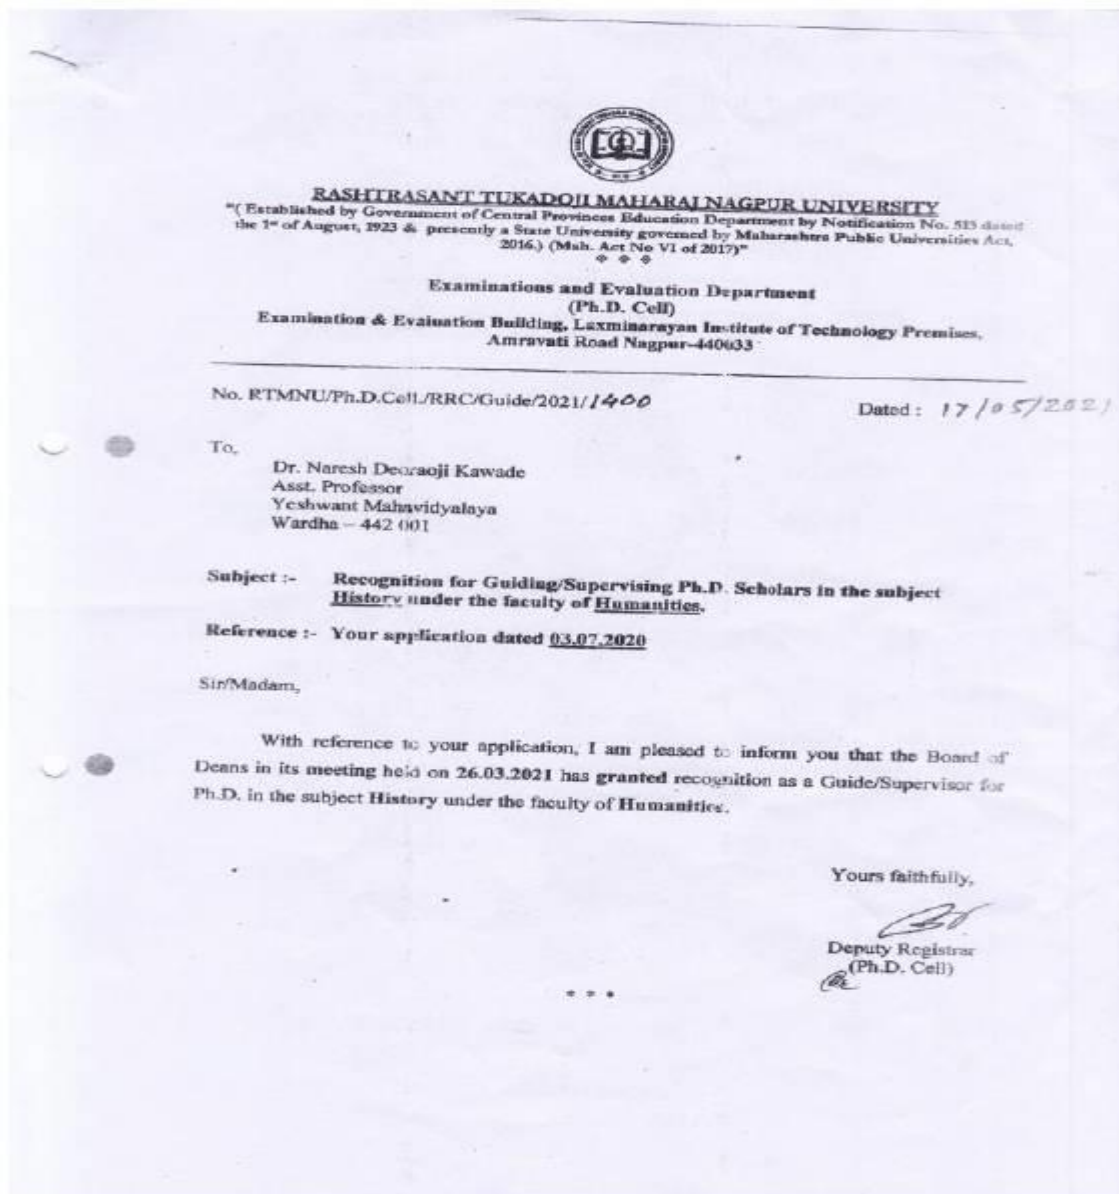 RASHTRASANT TUKADOJI MAHARAJ NAGPUR UNIVERSITY
"( Established by Government of Central Provinces Education Department by Notification No. 513 dated
the 1st of August, 1923 & presently a State University governed by Maharashtra Public Universities Act,
2016.) (Mah. Act No VI of 2017)"
Examinations and Evaluation Department
(Ph.D. Cell)
Examination & Evaluation Building, Laxminarayan Institute of Technology Premises,
Amravati Road Nagpur-440033
No. RTMNU/Ph.D.Cell./RRC/Guide/2021/1400
Dated : 17/05/2021
To,
Dr. Naresh Deoraoji Kawade
Asst. Professor
Yeshwant Mahavidyalaya
Wardha – 442 001
Subject :- Recognition for Guiding/Supervising Ph.D. Scholars in the subject
History under the faculty of Humanities.
Reference :- Your application dated 03.07.2020
Sir/Madam,
With reference to your application, I am pleased to inform you that the Board of
Deans in its meeting held on 26.03.2021 has granted recognition as a Guide/Supervisor for
Ph.D. in the subject History under the faculty of Humanities.
Yours faithfully,
Deputy Registrar
(Ph.D. Cell)
* * *